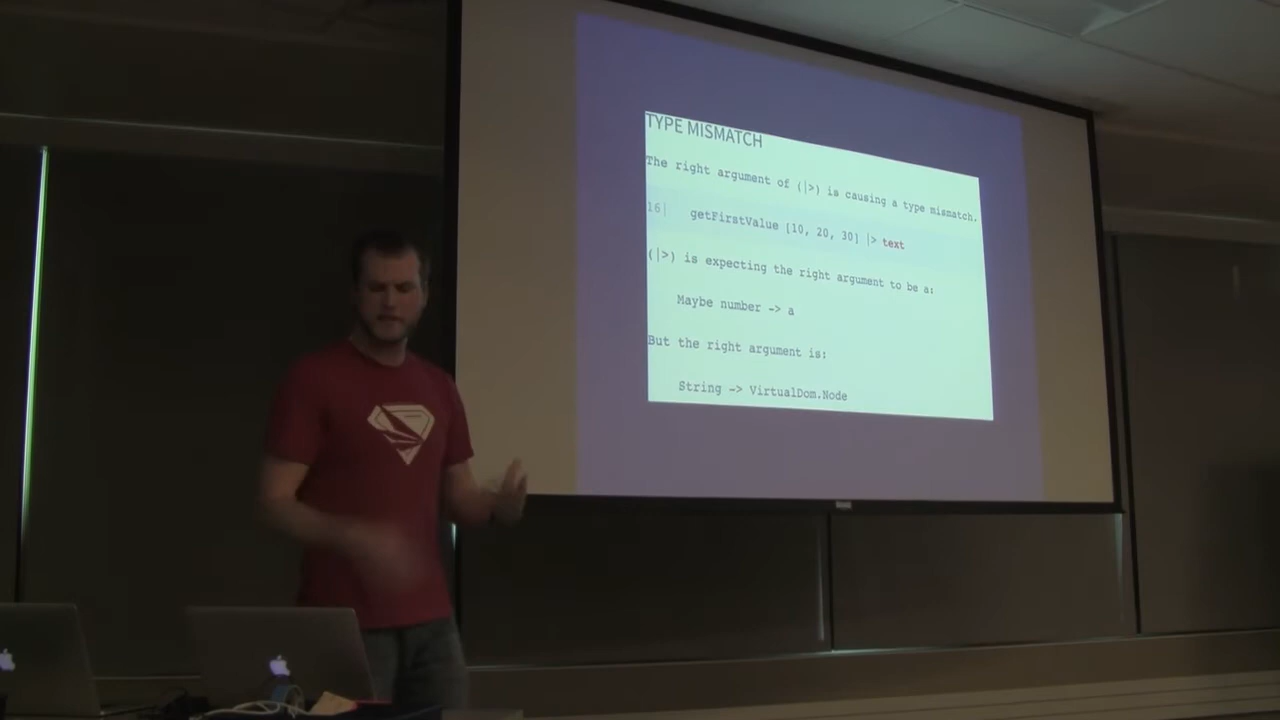 TYPE MISMATCH
The right argument of (|>) is causing a type mismatch.
16| getFirstValue [10, 20, 30] |> text
(|>) is expecting the right argument to be a:
Maybe number -> a
But the right argument is:
String -> VirtualDom.Node